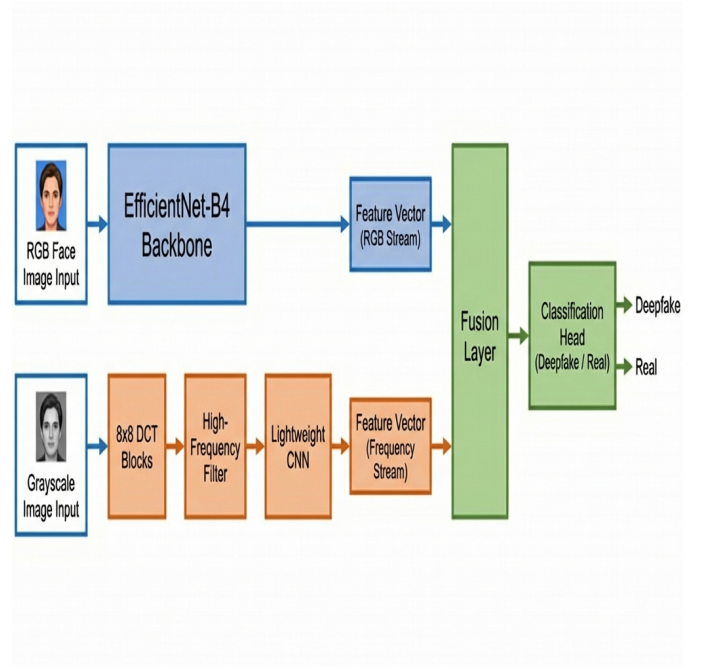 RGB Face
Image Input
EfficientNet-B4
Backbone
Feature Vector
(RGB Stream)
Grayscale
Image Input
8x8 DCT
Blocks
High-
Frequency
Filter
Lightweight
CNN
Feature Vector
(Frequency
Stream)
Fusion
Layer
Classification
Head
(Deepfake / Real)
Deepfake
Real